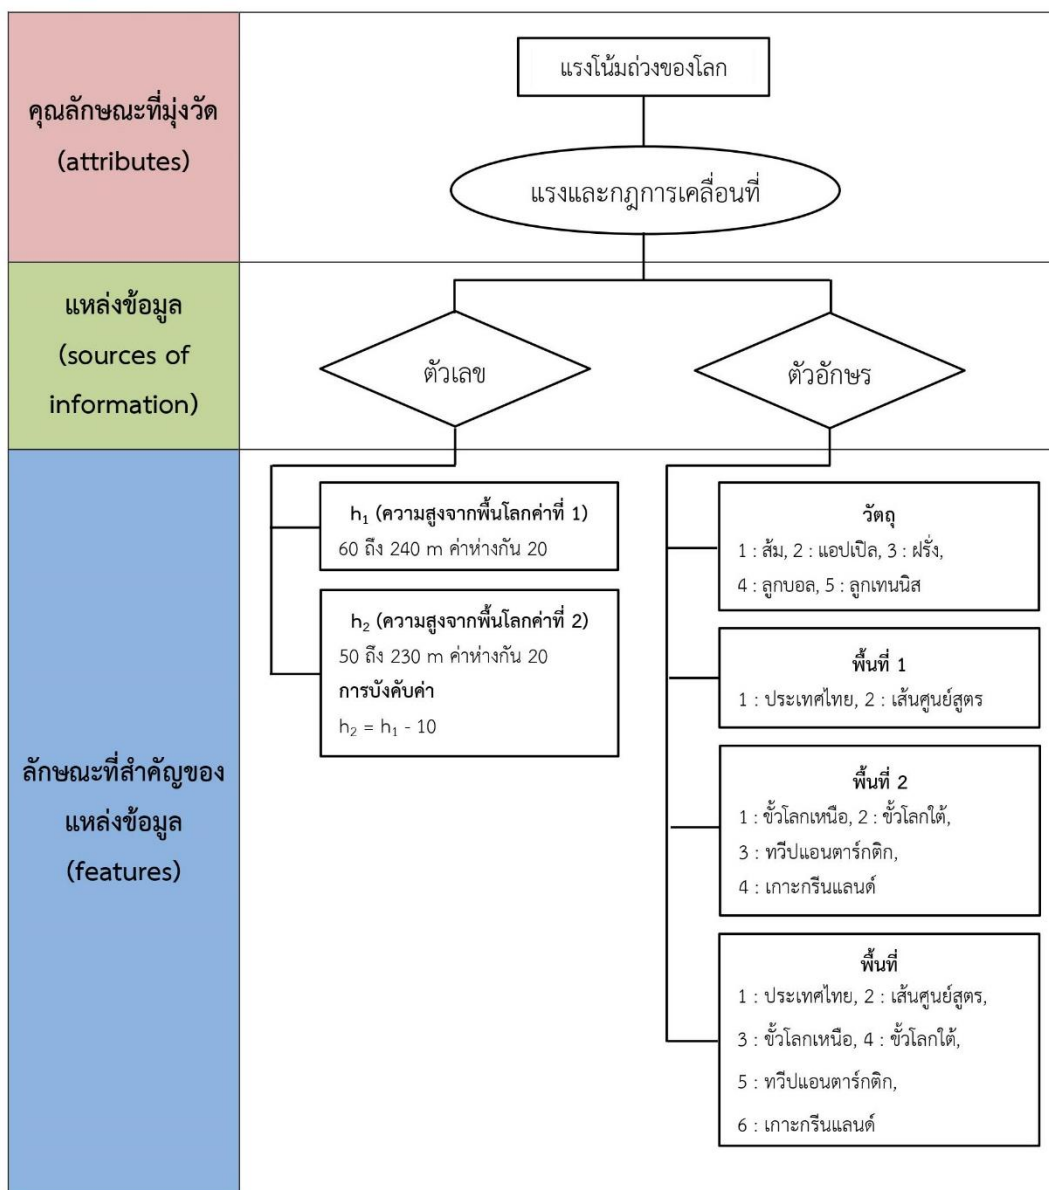 คุณลักษณะที่มุ่งวัด
(attributes)
แรงโน้มถ่วงของโลก
แรงและกฎการเคลื่อนที่
แหล่งข้อมูล
(sources of
information)
ตัวเลข
ตัวอักษร
ลักษณะที่สำคัญของ
แหล่งข้อมูล
(features)
h₁ (ความสูงจากพื้นโลกค่าที่ 1)
60 ถึง 240 m ค่าห่างกัน 20
h₂ (ความสูงจากพื้นโลกค่าที่ 2)
50 ถึง 230 m ค่าห่างกัน 20
การบังคับค่า
h₂ = h₁ - 10
วัตถุ
1 : ส้ม, 2 : แอปเปิล, 3 : ฝรั่ง,
4 : ลูกบอล, 5 : ลูกเทนนิส
พื้นที่ 1
1 : ประเทศไทย, 2 : เส้นศูนย์สูตร
พื้นที่ 2
1 : ขั้วโลกเหนือ, 2 : ขั้วโลกใต้,
3 : ทวีปแอนตาร์กติก,
4 : เกาะกรีนแลนด์
พื้นที่
1 : ประเทศไทย, 2 : เส้นศูนย์สูตร,
3 : ขั้วโลกเหนือ, 4 : ขั้วโลกใต้,
5 : ทวีปแอนตาร์กติก,
6 : เกาะกรีนแลนด์